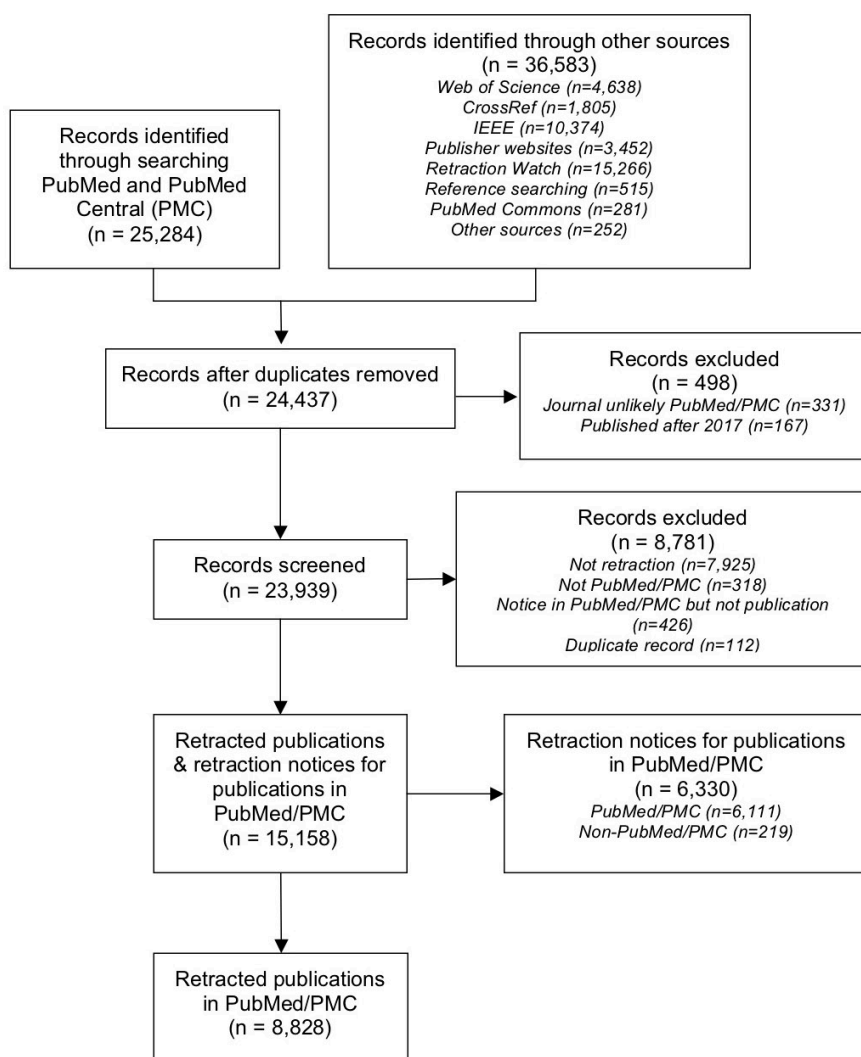 Records identified
through searching
PubMed and PubMed
Central (PMC)
(n = 25,284)
Records identified through other sources
(n = 36,583)
Web of Science (n=4,638)
CrossRef (n=1,805)
IEEE (n=10,374)
Publisher websites (n=3,452)
Retraction Watch (n=15,266)
Reference searching (n=515)
PubMed Commons (n=281)
Other sources (n=252)
Records after duplicates removed
(n = 24,437)
Records excluded
(n = 498)
Journal unlikely PubMed/PMC (n=331)
Published after 2017 (n=167)
Records screened
(n = 23,939)
Records excluded
(n = 8,781)
Not retraction (n=7,925)
Not PubMed/PMC (n=318)
Notice in PubMed/PMC but not publication
(n=426)
Duplicate record (n=112)
Retracted publications
& retraction notices for
publications in
PubMed/PMC
(n = 15,158)
Retraction notices for publications
in PubMed/PMC
(n = 6,330)
PubMed/PMC (n=6,111)
Non-PubMed/PMC (n=219)
Retracted publications
in PubMed/PMC
(n = 8,828)